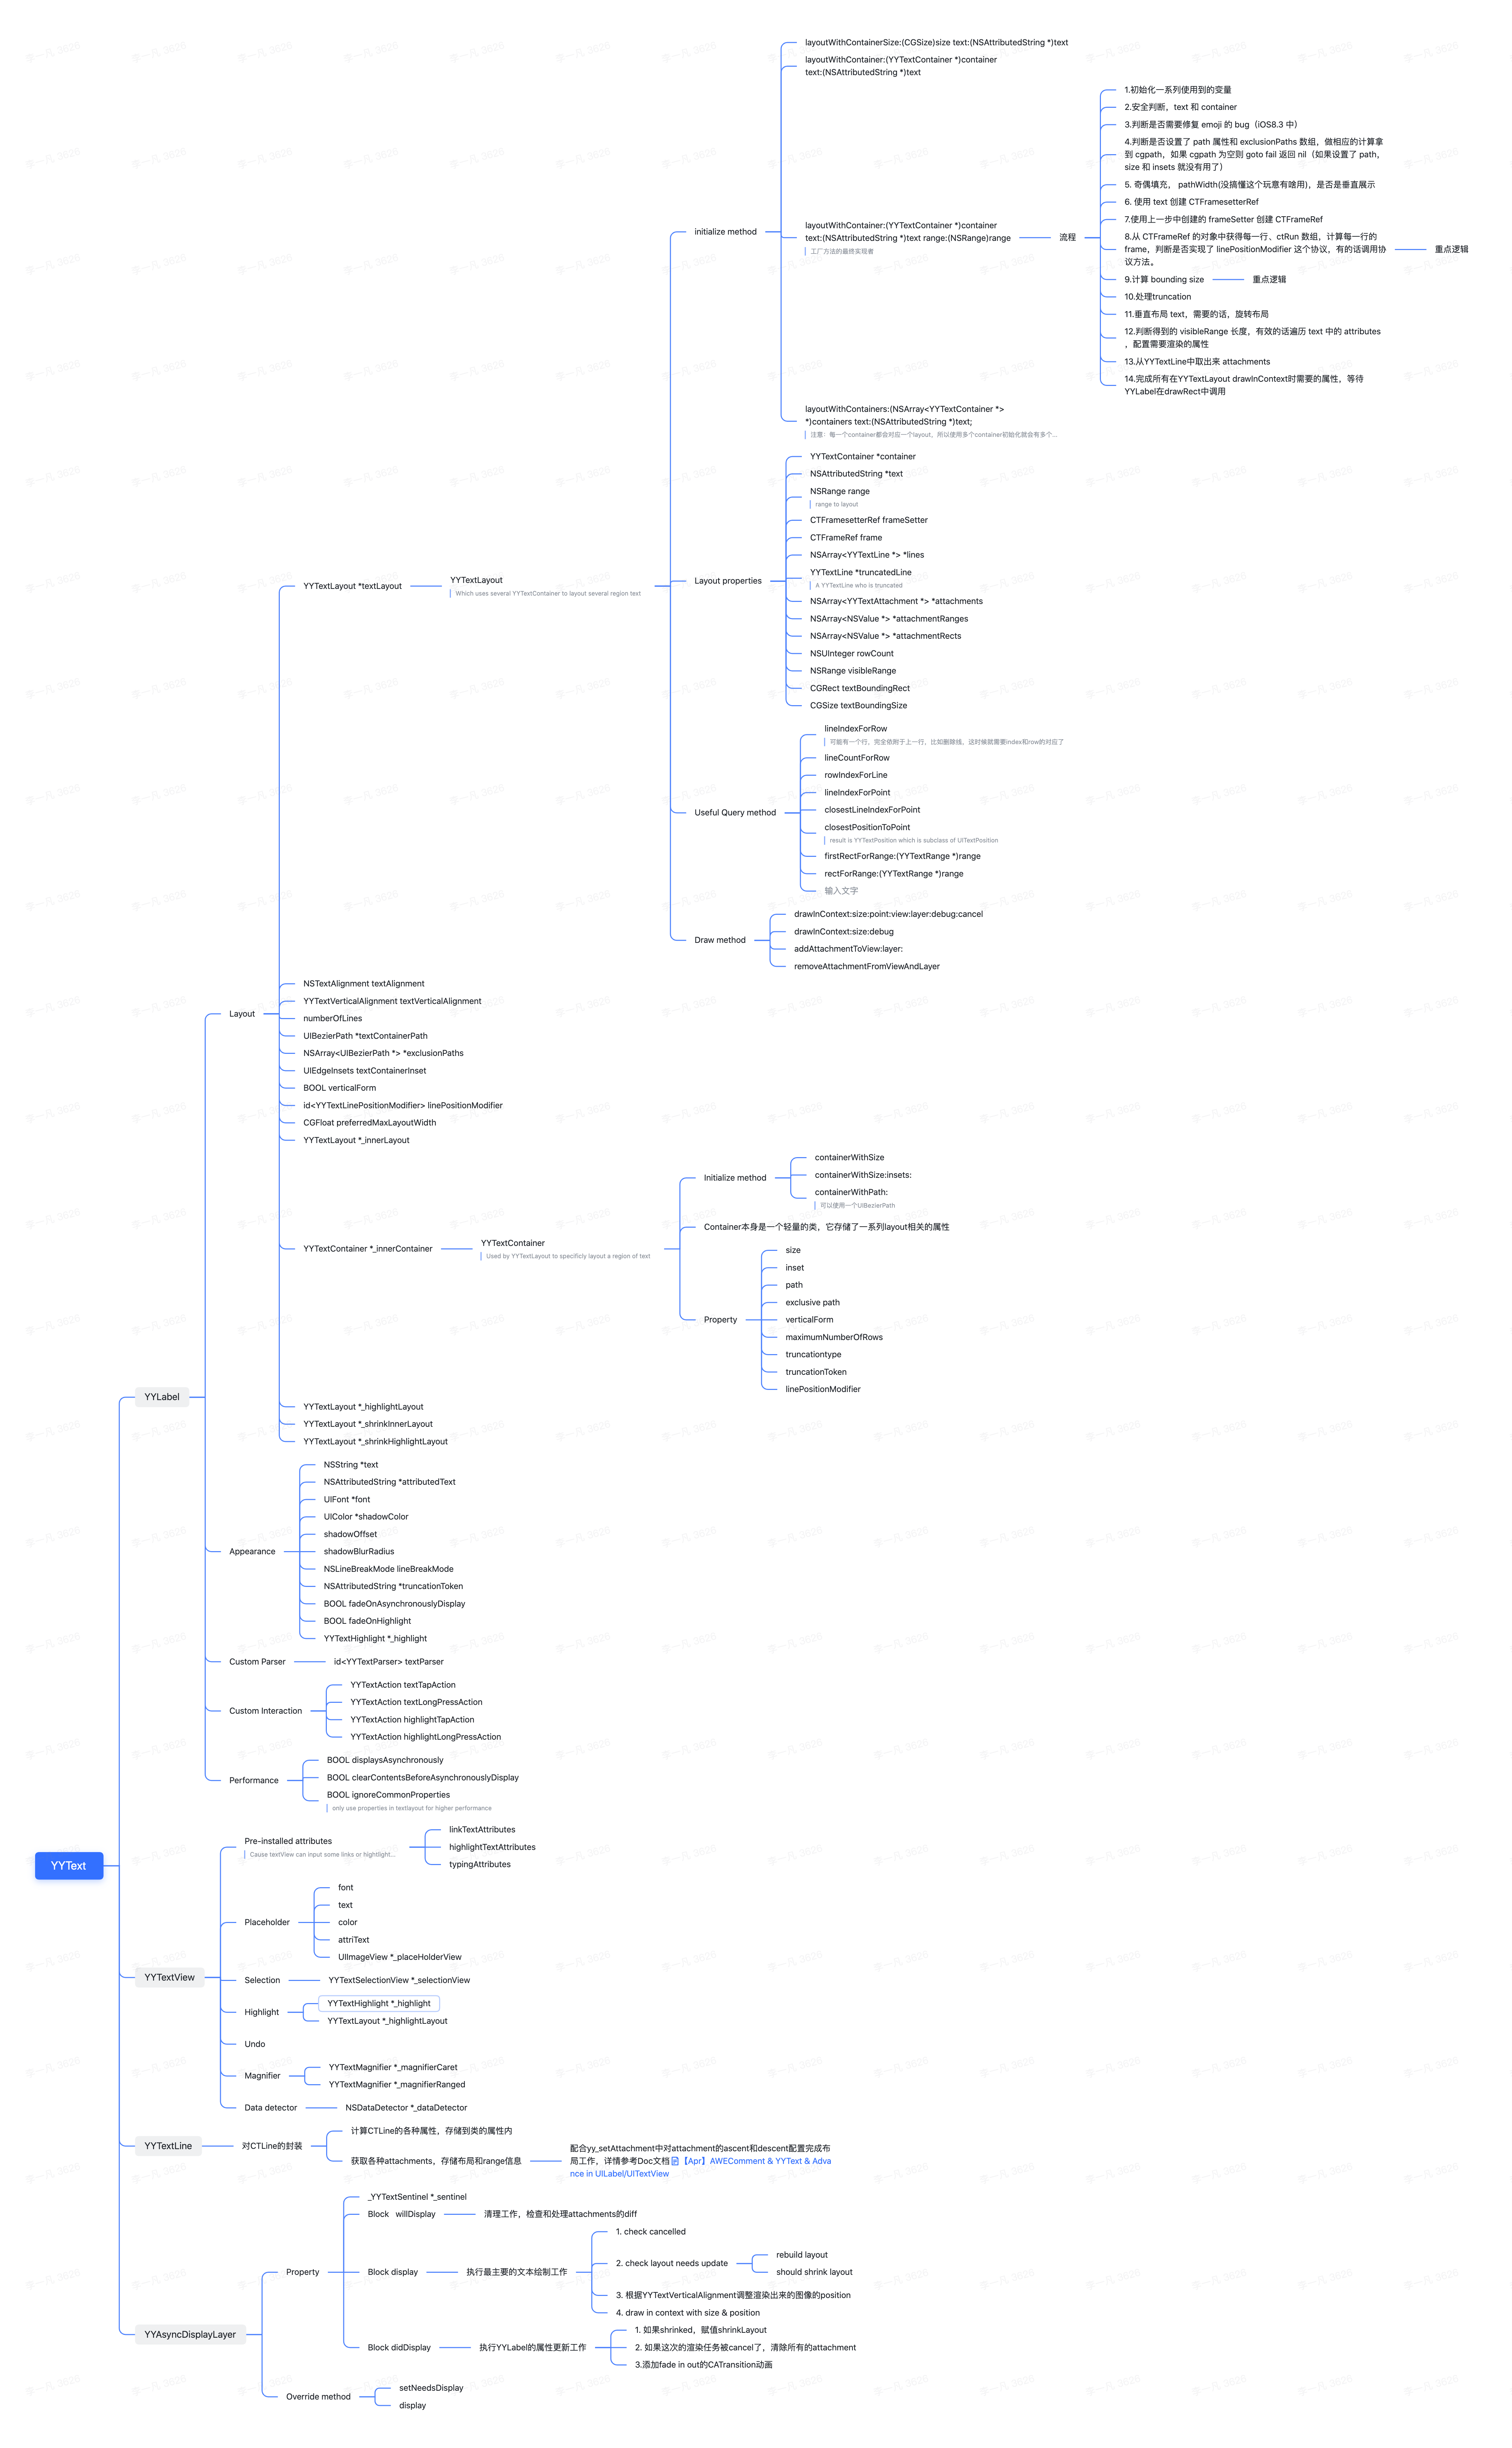 YYText
YYLabel
Layout
YYTextLayout *textLayout
YYTextLayout
Which uses several YYTextContainer to layout several region text
initialize method
layoutWithContainerSize:(CGSize)size text:(NSAttributedString *)text
layoutWithContainer:(YYTextContainer *)container
text:(NSAttributedString *)text
layoutWithContainer:(YYTextContainer *)container
text:(NSAttributedString *)text range:(NSRange)range
工厂方法的最终实现者
流程
1.初始化一系列使用到的变量
2.安全判断，text 和 container
3.判断是否需要修复 emoji 的 bug（iOS8.3 中）
4.判断是否设置了 path 属性和 exclusionPaths 数组，做相应的计算拿
到 cgpath，如果 cgpath 为空则 goto fail 返回 nil（如果设置了 path，
size 和 insets 就没有用了）
5. 奇偶填充， pathWidth(没搞懂这个玩意有啥用)，是否是垂直展示
6. 使用 text 创建 CTFramesetterRef
7.使用上一步中创建的 frameSetter 创建 CTFrameRef
8.从 CTFrameRef 的对象中获得每一行、ctRun 数组，计算每一行的
frame，判断是否实现了 linePositionModifier 这个协议，有的话调用协
议方法。
重点逻辑
9.计算 bounding size
重点逻辑
10.处理truncation
11.垂直布局 text，需要的话，旋转布局
12.判断得到的 visibleRange 长度，有效的话遍历 text 中的 attributes
，配置需要渲染的属性
13.从YYTextLine中取出来 attachments
14.完成所有在YYTextLayout drawInContext时需要的属性，等待
YYLabel在drawRect中调用
layoutWithContainers:(NSArray<YYTextContainer *>
*)containers text:(NSAttributedString *)text;
注意：每一个container都会对应一个layout，所以使用多个container初始化就会有多个...
Layout properties
YYTextContainer *container
NSAttributedString *text
NSRange range
range to layout
CTFramesetterRef frameSetter
CTFrameRef frame
NSArray<YYTextLine *> *lines
YYTextLine *truncatedLine
A YYTextLine who is truncated
NSArray<YYTextAttachment *> *attachments
NSArray<NSValue *> *attachmentRanges
NSArray<NSValue *> *attachmentRects
NSUInteger rowCount
NSRange visibleRange
CGRect textBoundingRect
CGSize textBoundingSize
Useful Query method
lineIndexForRow
可能有一个行，完全依附于上一行，比如删除线，这时候就需要index和row的对应了
lineCountForRow
rowIndexForLine
lineIndexForPoint
closestLineIndexForPoint
closestPositionToPoint
result is YYTextPosition which is subclass of UITextPosition
firstRectForRange:(YYTextRange *)range
rectForRange:(YYTextRange *)range
输入文字
Draw method
drawInContext:size:point:view:layer:debug:cancel
drawInContext:size:debug
addAttachmentToView:layer:
removeAttachmentFromViewAndLayer
NSTextAlignment textAlignment
YYTextVerticalAlignment textVerticalAlignment
numberOfLines
UIBezierPath *textContainerPath
NSArray<UIBezierPath *> *exclusionPaths
UIEdgeInsets textContainerInset
BOOL verticalForm
id<YYTextLinePositionModifier> linePositionModifier
CGFloat preferredMaxLayoutWidth
YYTextLayout *_innerLayout
YYTextContainer *_innerContainer
YYTextContainer
Used by YYTextLayout to specificly layout a region of text
Initialize method
containerWithSize
containerWithSize:insets:
containerWithPath:
可以使用一个UIBezierPath
Container本身是一个轻量的类，它存储了一系列layout相关的属性
Property
size
inset
path
exclusive path
verticalForm
maximumNumberOfRows
truncationtype
truncationToken
linePositionModifier
YYTextLayout *_highlightLayout
YYTextLayout *_shrinkInnerLayout
YYTextLayout *_shrinkHighlightLayout
Appearance
NSString *text
NSAttributedString *attributedText
UIFont *font
UIColor *shadowColor
shadowOffset
shadowBlurRadius
NSLineBreakMode lineBreakMode
NSAttributedString *truncationToken
BOOL fadeOnAsynchronouslyDisplay
BOOL fadeOnHighlight
YYTextHighlight *_highlight
Custom Parser
id<YYTextParser> textParser
Custom Interaction
YYTextAction textTapAction
YYTextAction textLongPressAction
YYTextAction highlightTapAction
YYTextAction highlightLongPressAction
Performance
BOOL displaysAsynchronously
BOOL clearContentsBeforeAsynchronouslyDisplay
BOOL ignoreCommonProperties
only use properties in textlayout for higher performance
YYTextView
Pre-installed attributes
Cause textView can input some links or hightlight...
linkTextAttributes
highlightTextAttributes
typingAttributes
Placeholder
font
text
color
attriText
UIImageView *_placeHolderView
Selection
YYTextSelectionView *_selectionView
Highlight
YYTextHighlight *_highlight
YYTextLayout *_highlightLayout
Undo
Magnifier
YYTextMagnifier *_magnifierCaret
YYTextMagnifier *_magnifierRanged
Data detector
NSDataDetector *_dataDetector
YYTextLine
对CTLine的封装
计算CTLine的各种属性，存储到类的属性内
获取各种attachments，存储布局和range信息
配合yy_setAttachment中对attachment的ascent和descent配置完成布
局工作，详情参考Doc文档【Apr】AWEComment & YYText & Adva
nce in UILabel/UITextView
YYAsyncDisplayLayer
Property
_YYTextSentinel *_sentinel
Block willDisplay
清理工作，检查和处理attachments的diff
Block display
执行最主要的文本绘制工作
1. check cancelled
2. check layout needs update
rebuild layout
should shrink layout
3. 根据YYTextVerticalAlignment调整渲染出来的图像的position
4. draw in context with size & position
Block didDisplay
执行YYLabel的属性更新工作
1. 如果shrinked，赋值shrinkLayout
2. 如果这次的渲染任务被cancel了，清除所有的attachment
3.添加fade in out的CATransition动画
Override method
setNeedsDisplay
display
李一凡 3626